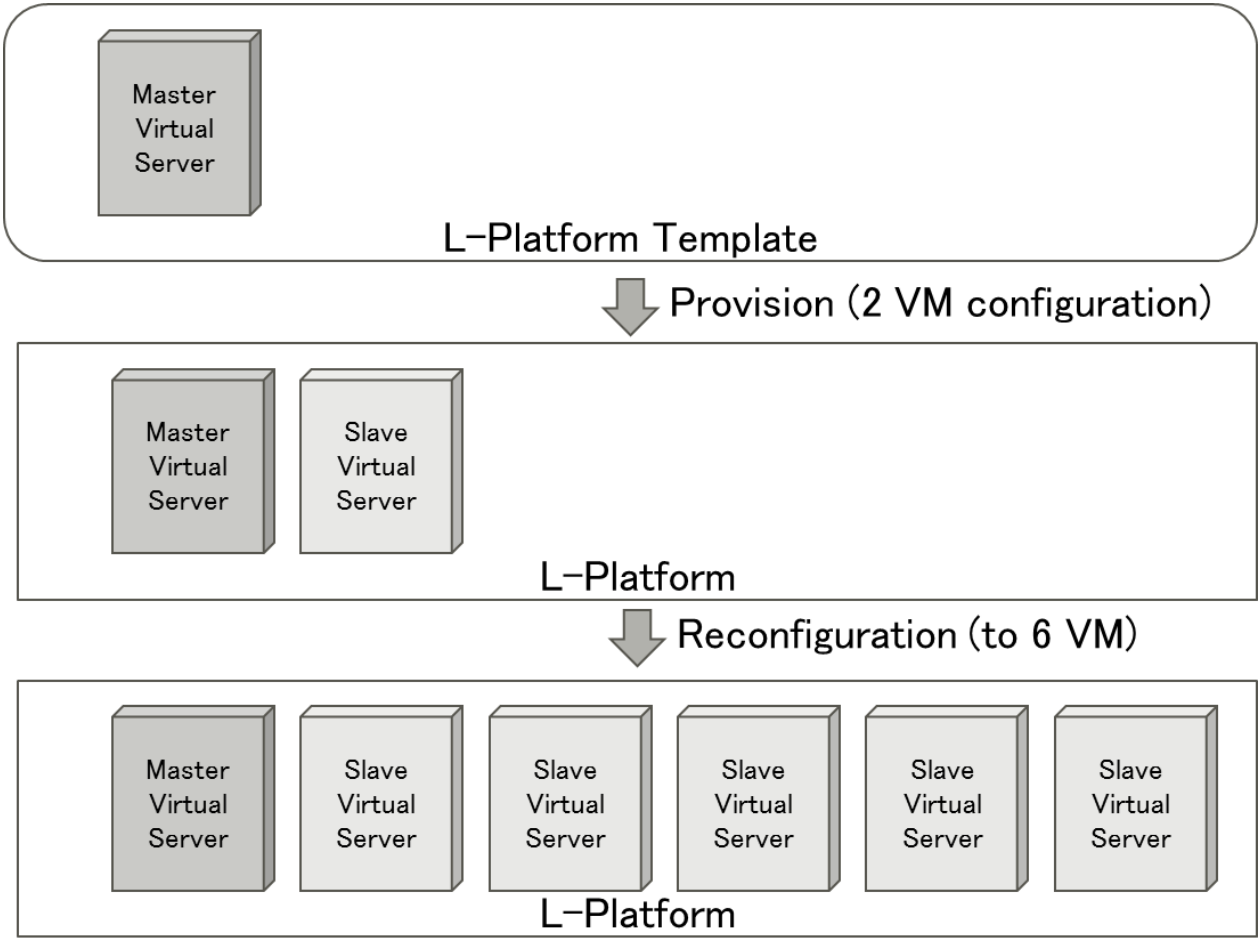 Master
Virtual
Server
L-Platform Template
Provision (2 VM configuration)
Master
Virtual
Server
Slave
Virtual
Server
L-Platform
Reconfiguration (to 6 VM)
Master
Virtual
Server
Slave
Virtual
Server
Slave
Virtual
Server
Slave
Virtual
Server
Slave
Virtual
Server
Slave
Virtual
Server
L-Platform